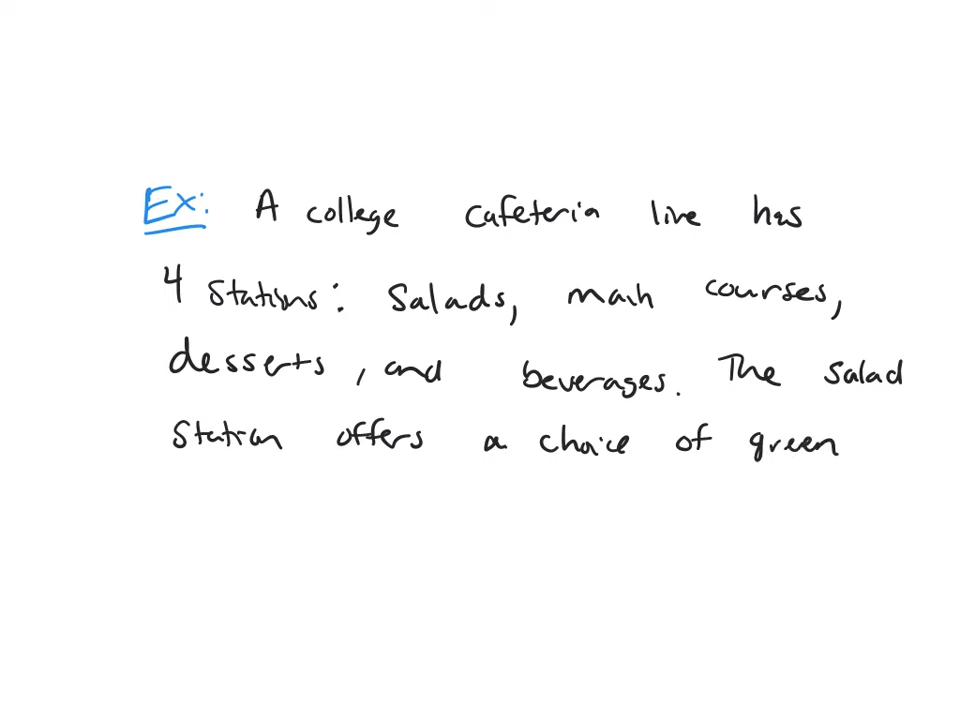 Ex: A college cafeteria line has
4 stations: Salads, main courses,
desserts, and beverages. The salad
station offers a choice of green